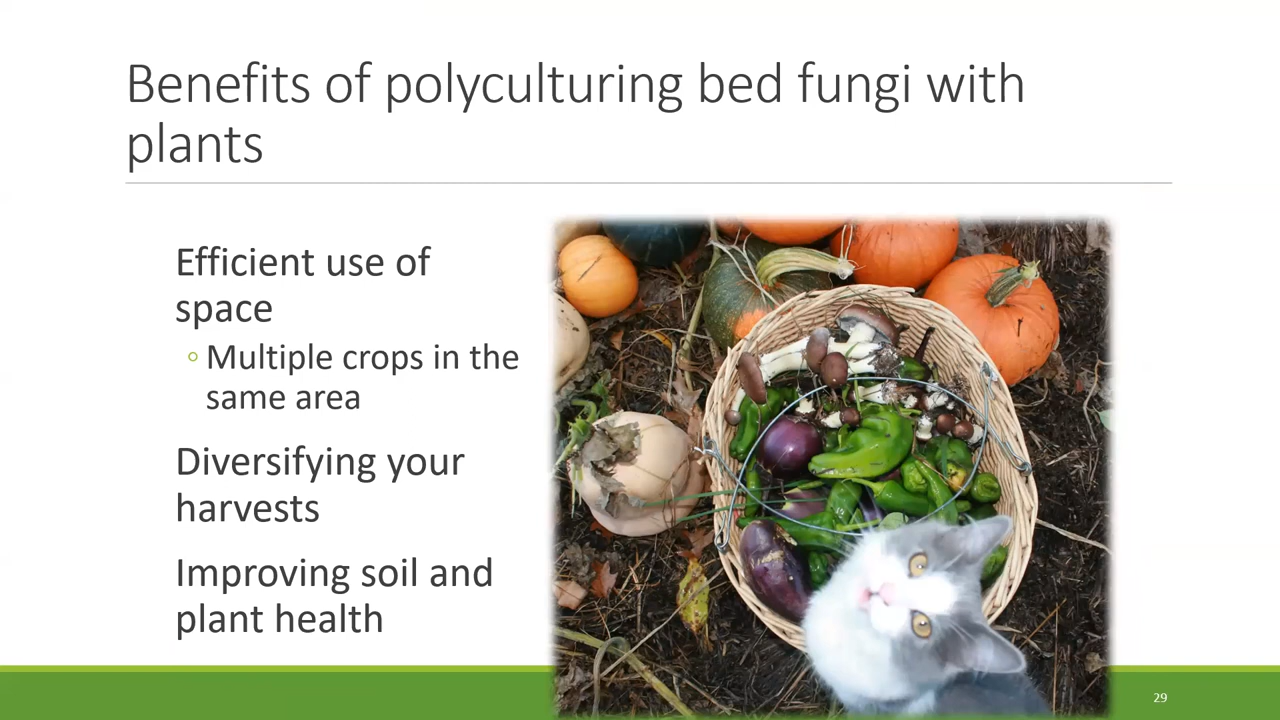 Benefits of polyculturing bed fungi with
plants
Efficient use of
space
◦ Multiple crops in the
same area
Diversifying your
harvests
Improving soil and
plant health
29